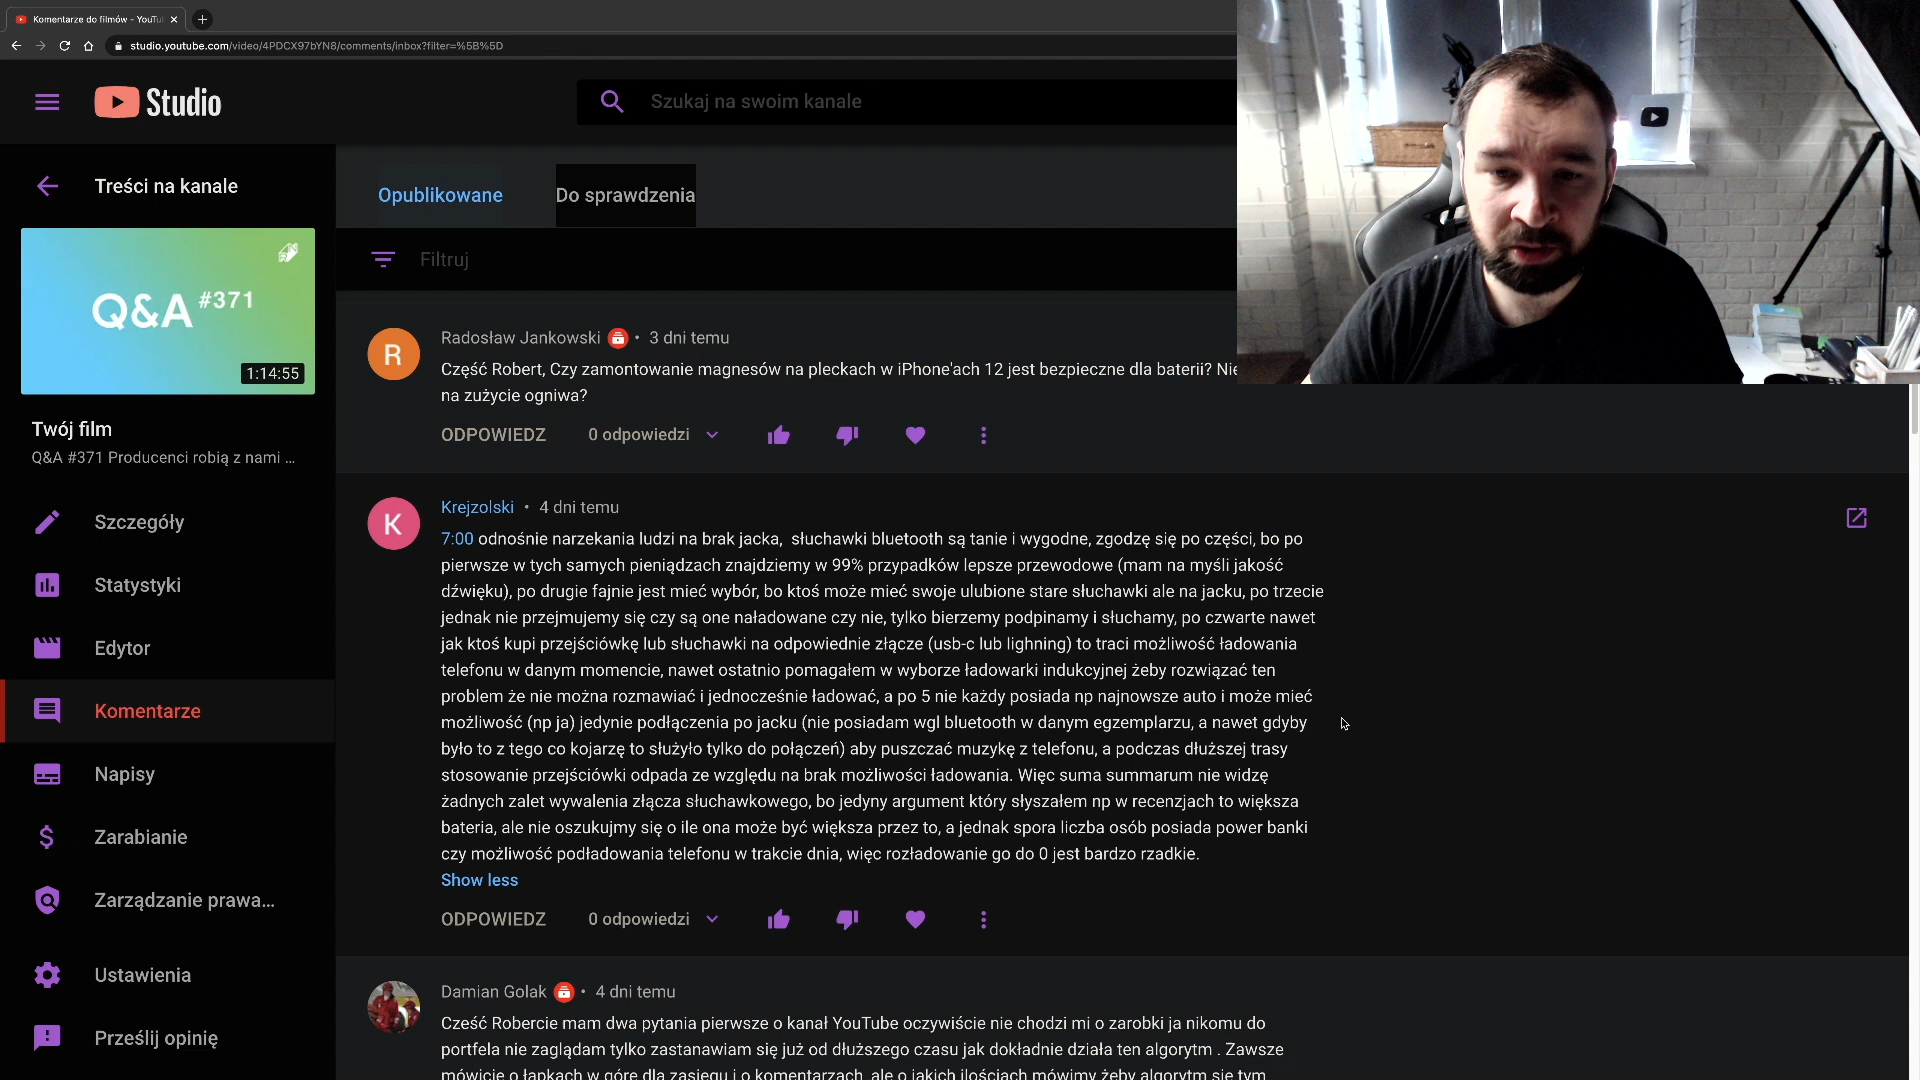 Komentarze do filmów - YouTu
studio.youtube.com/video/4PDCX97bYN8/comments/inbox?filter=%5B%5D
Studio
Szukaj na swoim kanale
Treści na kanale
Opublikowane
Do sprawdzenia
Filtruj
Q&A #371
1:14:55
Twój film
Q&A #371 Producenci robią z nami ...
Szczegóły
Statystyki
Edytor
Komentarze
Napisy
Zarabianie
Zarządzanie prawa...
Ustawienia
Prześlij opinię
R
Radosław Jankowski • 3 dni temu
Część Robert, Czy zamontowanie magnesów na pleckach w iPhone'ach 12 jest bezpieczne dla baterii? Nie
na zużycie ogniwa?
ODPOWIEDZ 0 odpowiedzi
K
Krejzolski • 4 dni temu
7:00 odnośnie narzekania ludzi na brak jacka, słuchawki bluetooth są tanie i wygodne, zgodzę się po części, bo po
pierwsze w tych samych pieniądzach znajdziemy w 99% przypadków lepsze przewodowe (mam na myśli jakość
dźwięku), po drugie fajnie jest mieć wybór, bo ktoś może mieć swoje ulubione stare słuchawki ale na jacku, po trzecie
jednak nie przejmujemy się czy są one naładowane czy nie, tylko bierzemy podpinamy i słuchamy, po czwarte nawet
jak ktoś kupi przejściówkę lub słuchawki na odpowiednie złącze (usb-c lub lighning) to traci możliwość ładowania
telefonu w danym momencie, nawet ostatnio pomagałem w wyborze ładowarki indukcyjnej żeby rozwiązać ten
problem że nie można rozmawiać i jednocześnie ładować, a po 5 nie każdy posiada np najnowsze auto i może mieć
możliwość (np ja) jedynie podłączenia po jacku (nie posiadam wgl bluetooth w danym egzemplarzu, a nawet gdyby
było to z tego co kojarzę to służyło tylko do połączeń) aby puszczać muzykę z telefonu, a podczas dłuższej trasy
stosowanie przejściówki odpada ze względu na brak możliwości ładowania. Więc suma summarum nie widzę
żadnych zalet wywalenia złącza słuchawkowego, bo jedyny argument który słyszałem np w recenzjach to większa
bateria, ale nie oszukujmy się o ile ona może być większa przez to, a jednak spora liczba osób posiada power banki
czy możliwość podładowania telefonu w trakcie dnia, więc rozładowanie go do 0 jest bardzo rzadkie.
Show less
ODPOWIEDZ 0 odpowiedzi
Damian Golak • 4 dni temu
Cześć Robercie mam dwa pytania pierwsze o kanał YouTube oczywiście nie chodzi mi o zarobki ja nikomu do
portfela nie zaglądam tylko zastanawiam się już od dłuższego czasu jak dokładnie działa ten algorytm . Zawsze
mówicie o łapkach w górę dla zasięgu i o komentarzach, ale o jakich ilościach mówimy żeby algorytm się tym